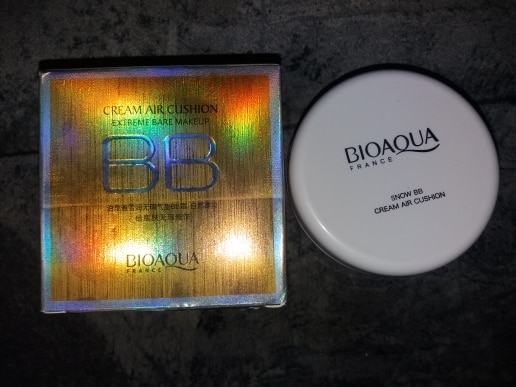 CREAM AIR CUSHION
EXTREME BARE MAKEUP
BB
BIOAQUA
FRANCE
BIOAQUA
FRANCE
SNOW BB
CREAM AIR CUSHION